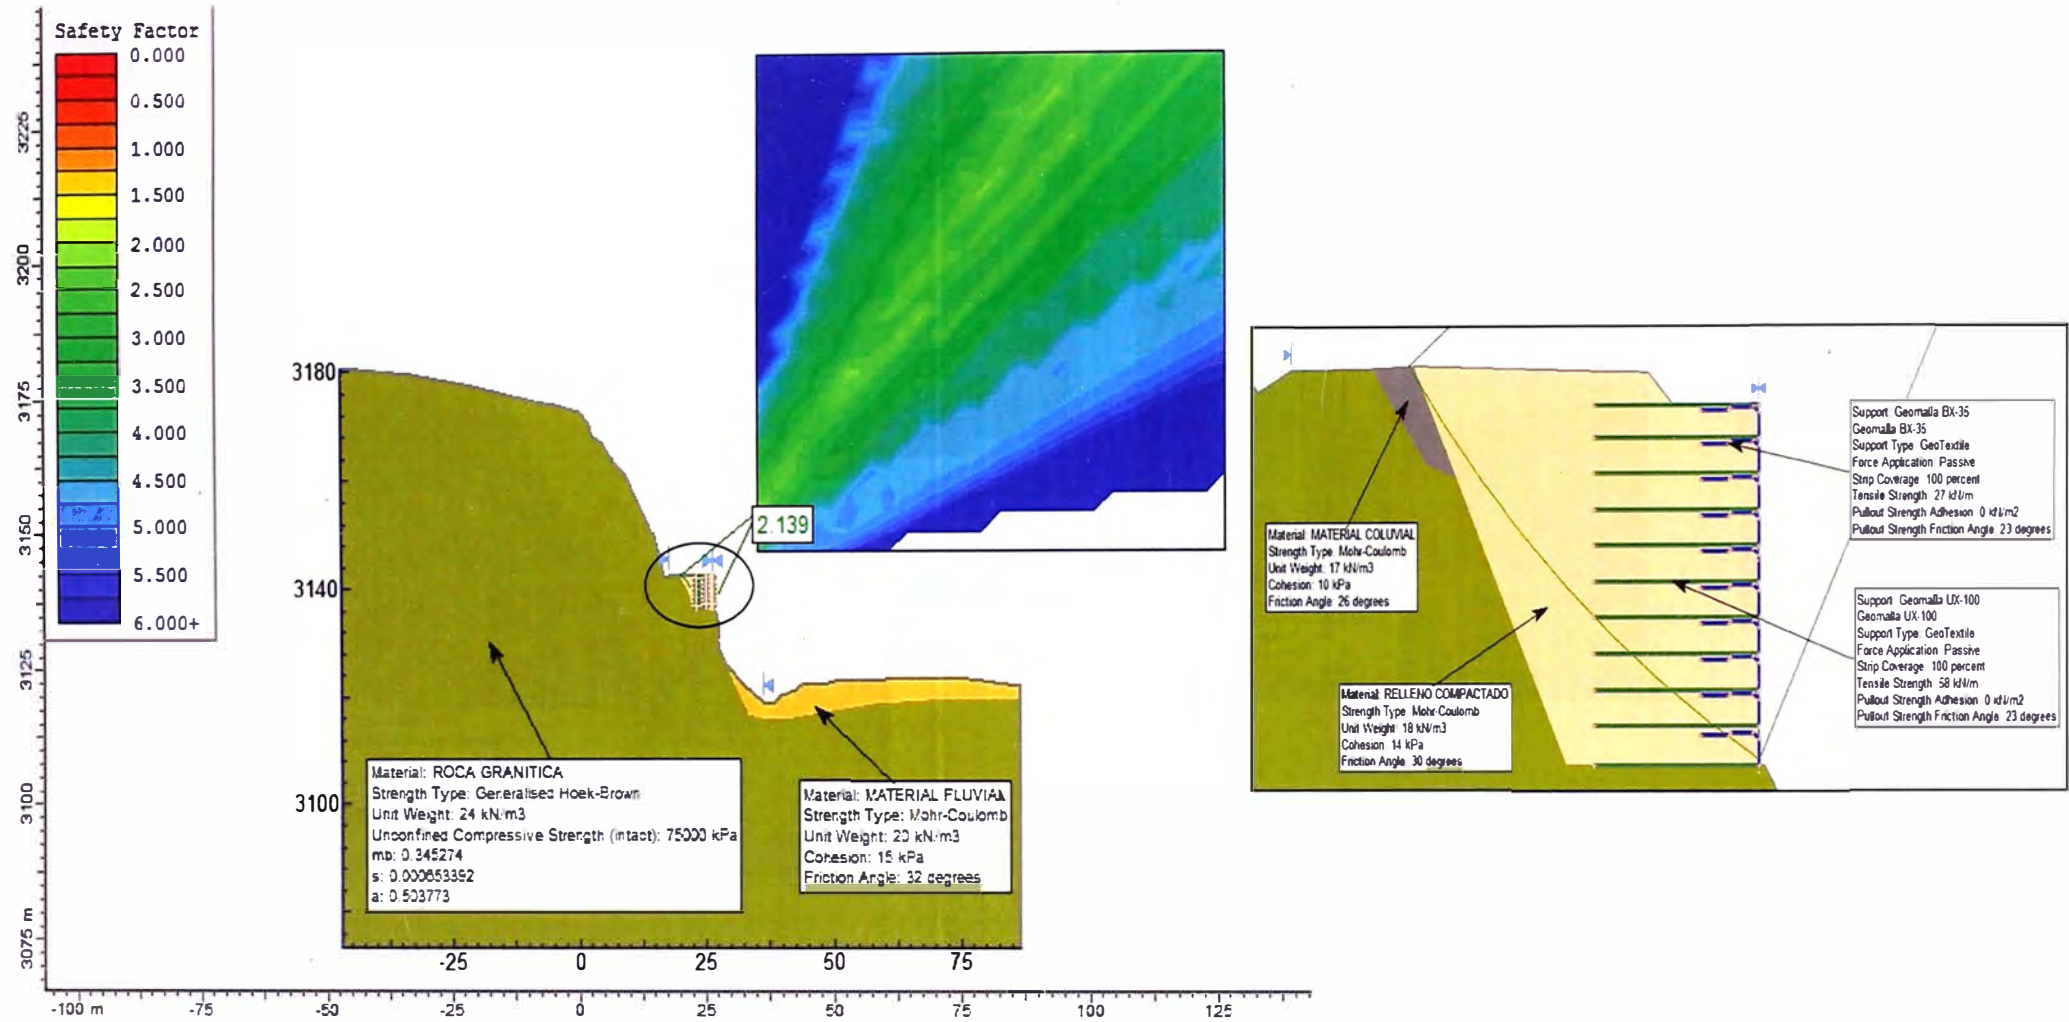 Safety Factor
0.000
0.500
1.000
1.500
2.000
2.500
3.000
3.500
4.000
4.500
5.000
5.500
6.000+
3225
3200
3175
3150
3125
3100
3075 m
3180
3140
3100
2.139
Material: ROCA GRANITICA
Strength Type: Generalised Hoek-Brown
Unit Weight: 24 kN/m3
Unconfined Compressive Strength (intact): 75000 kPa
mb: 0.345274
s: 0.000653392
a: 0.503773
Material: MATERIAL FLUVIAL
Strength Type: Mohr-Coulomb
Unit Weight: 20 kN/m3
Cohesion: 15 kPa
Friction Angle: 32 degrees
-25
0
25
50
75
-100 m
-75
-50
-25
0
25
50
75
100
125
Material: MATERIAL COLUVIAL
Strength Type: Mohr-Coulomb
Unit Weight: 17 kN/m3
Cohesion: 10 kPa
Friction Angle: 26 degrees
Material: RELLENO COMPACTADO
Strength Type: Mohr-Coulomb
Unit Weight: 18 kN/m3
Cohesion: 14 kPa
Friction Angle: 30 degrees
Support: Geomalla BX-35
Geomalla BX-35
Support Type: GeoTextile
Force Application: Passive
Strip Coverage: 100 percent
Tensile Strength: 27 kN/m
Pullout Strength Adhesion: 0 kN/m2
Pullout Strength Friction Angle: 23 degrees
Support: Geomalla UX-100
Geomalla UX-100
Support Type: GeoTextile
Force Application: Passive
Strip Coverage: 100 percent
Tensile Strength: 58 kN/m
Pullout Strength Adhesion: 0 kN/m2
Pullout Strength Friction Angle: 23 degrees